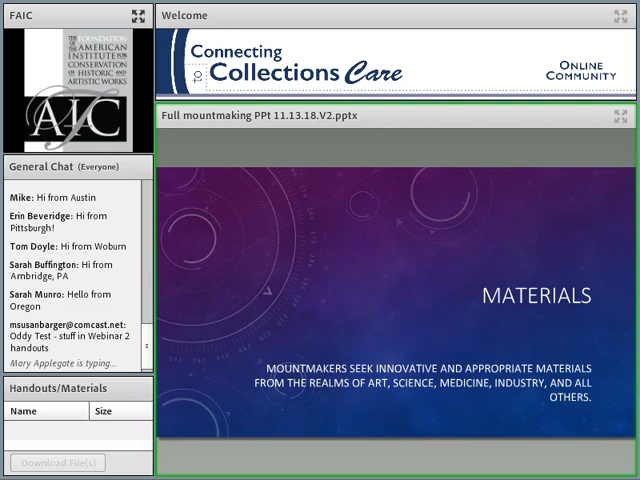 FAIC
THE FOUNDATION
OF THE AMERICAN
INSTITUTE FOR
CONSERVATION
OF HISTORIC AND
ARTISTIC WORKS
AIC
General Chat (Everyone)
Mike: Hi from Austin
Erin Beveridge: Hi from
Pittsburgh!
Tom Doyle: Hi from Woburn
Sarah Buffington: Hi from
Ambridge, PA
Sarah Munro: Hello from
Oregon
msusanbarger@comcast.net:
Oddy Test - stuff in Webinar 2
handouts
Mary Applegate is typing...
Handouts/Materials
Name Size
Download File(s)
Welcome
Connecting
to Collections Care
ONLINE
COMMUNITY
Full mountmaking PPt 11.13.18.V2.pptx
MATERIALS
MOUNTMAKERS SEEK INNOVATIVE AND APPROPRIATE MATERIALS
FROM THE REALMS OF ART, SCIENCE, MEDICINE, INDUSTRY, AND ALL
OTHERS.